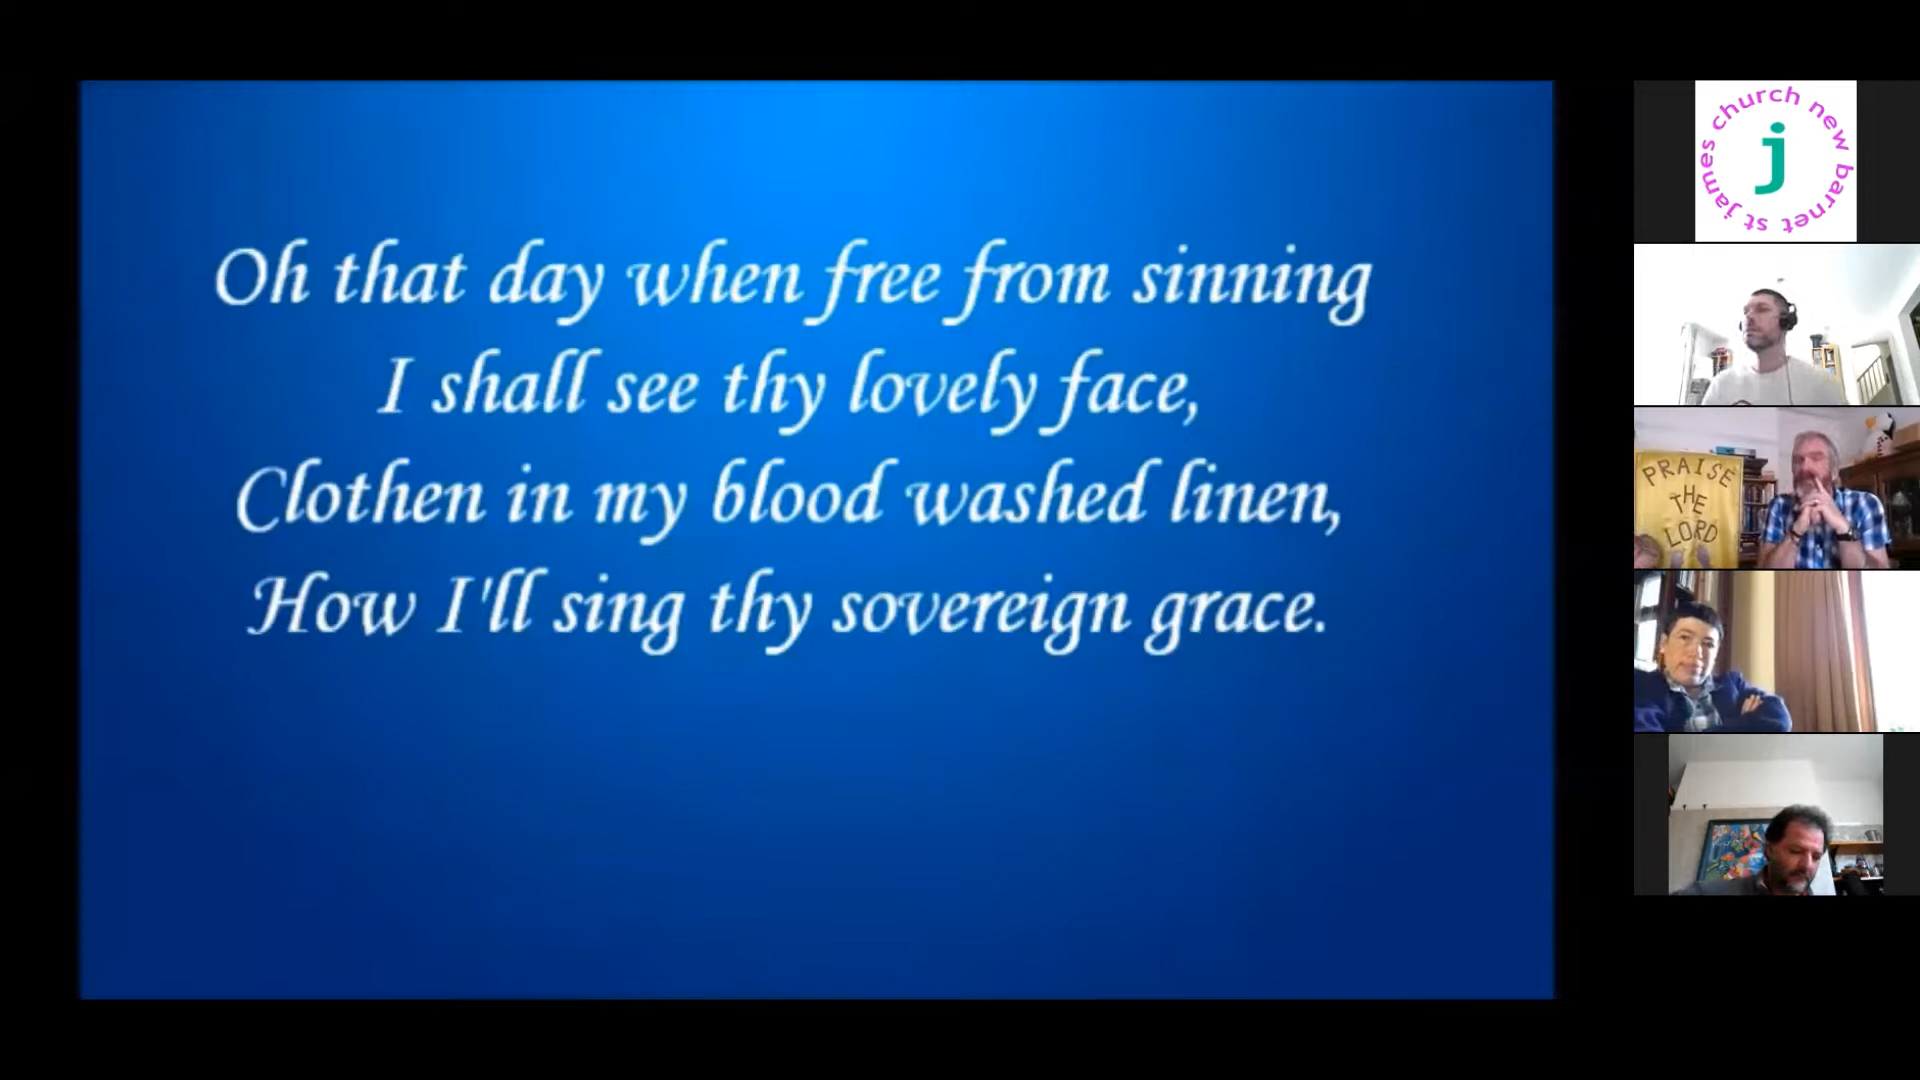 Oh that day when free from sinning
I shall see thy lovely face,
Clothen in my blood washed linen,
How I'll sing thy sovereign grace.
st james church new barnet
j
PRAISE
THE
LORD